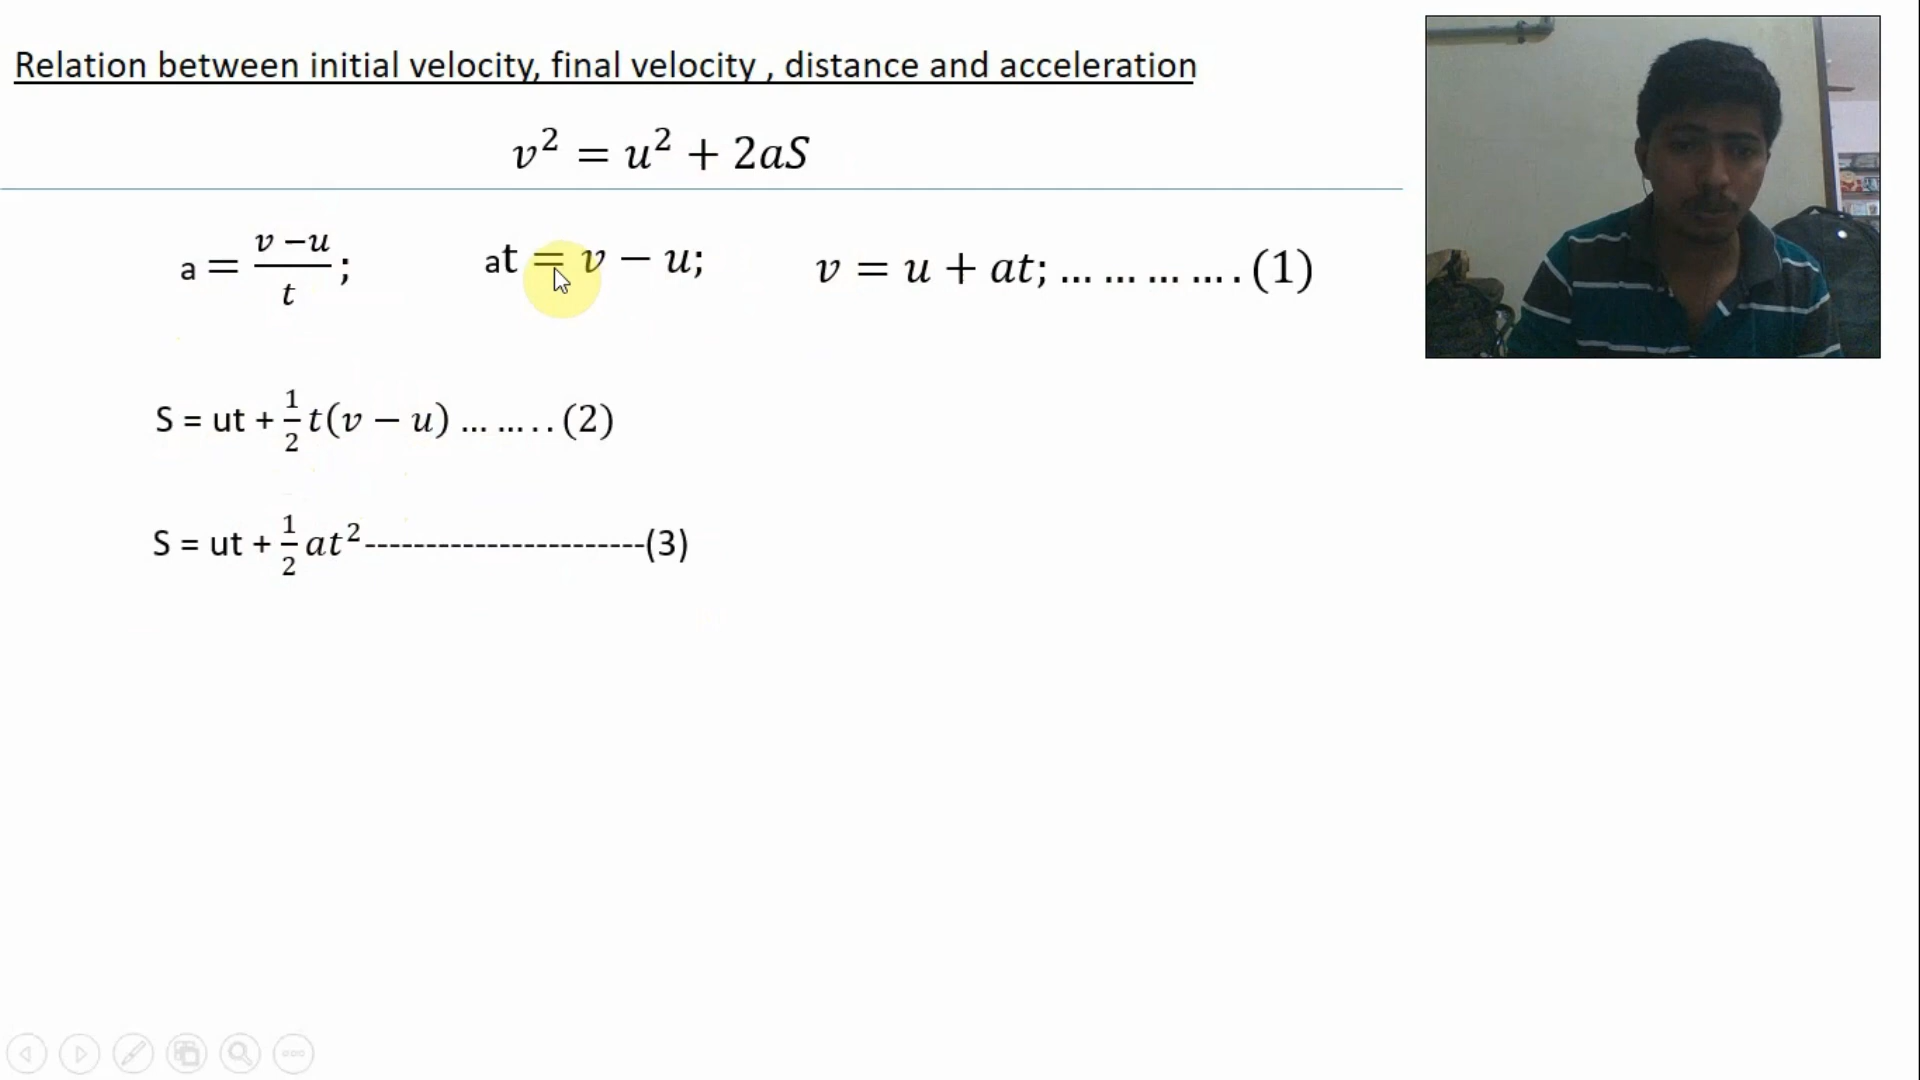 Relation between initial velocity, final velocity , distance and acceleration
v² = u² + 2aS
a = (v −u)/t ; at = v − u; v = u + at; … … … … . (1)
S = ut + ½ t(v − u) … … . . (2)
S = ut + ½ at²-----------------------(3)